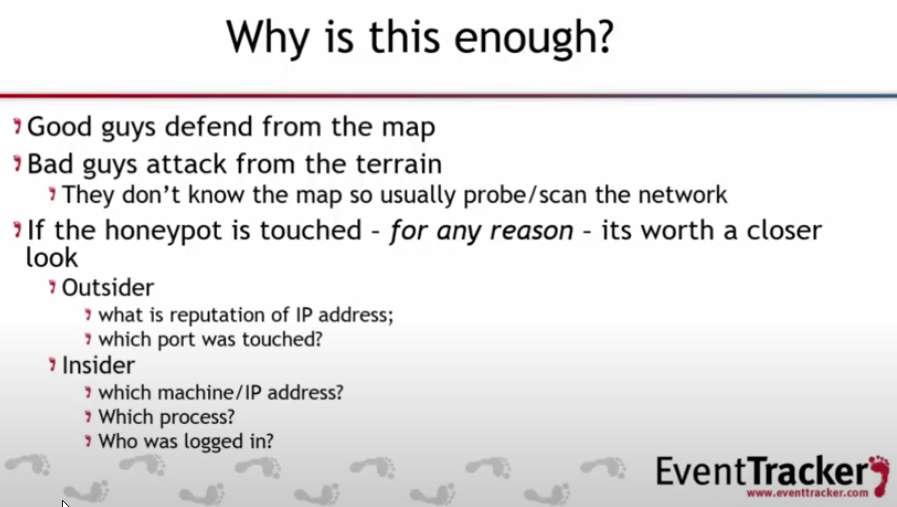 Why is this enough?
Good guys defend from the map
Bad guys attack from the terrain
They don't know the map so usually probe/scan the network
If the honeypot is touched – for any reason – its worth a closer
look
Outsider
what is reputation of IP address;
which port was touched?
Insider
which machine/IP address?
Which process?
Who was logged in?
EventTracker
www.eventtracker.com